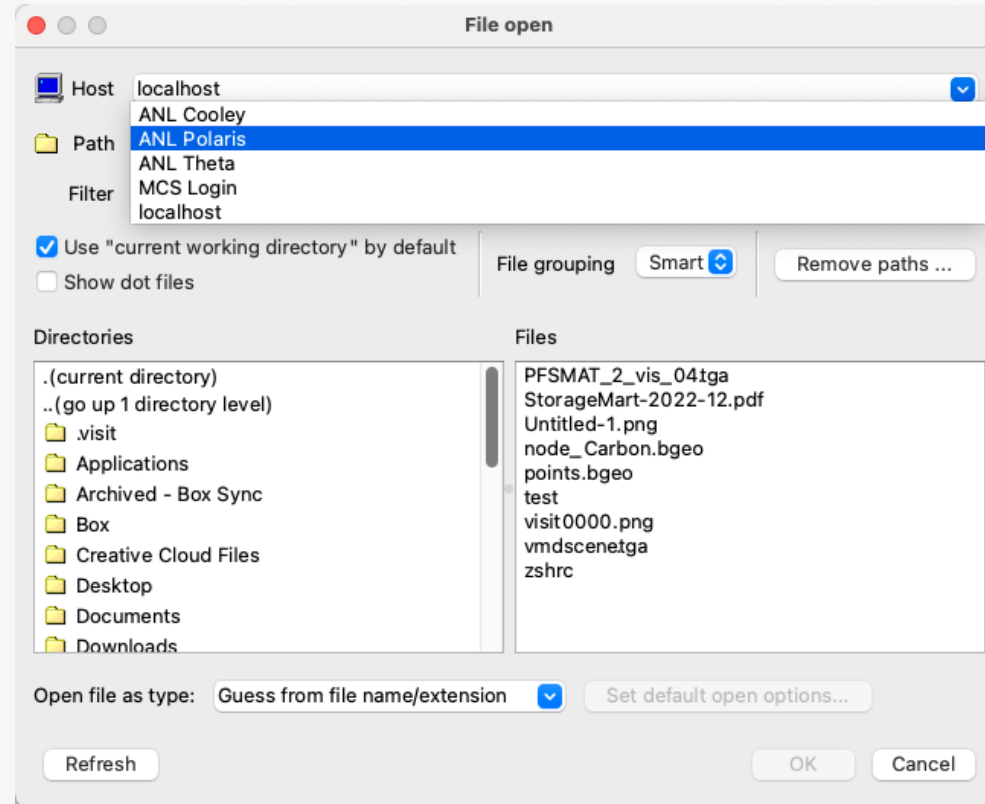 File open
Host localhost
ANL Cooley
Path ANL Polaris
ANL Theta
Filter MCS Login
localhost
Use "current working directory" by default
Show dot files
File grouping Smart
Remove paths ...
Directories
.(current directory)
..(go up 1 directory level)
.visit
Applications
Archived - Box Sync
Box
Creative Cloud Files
Desktop
Documents
Downloads
Files
PFSMAT_2_vis_04.tga
StorageMart-2022-12.pdf
Untitled-1.png
node_Carbon.bgeo
points.bgeo
test
visit0000.png
vmdscene.tga
zshrc
Open file as type: Guess from file name/extension
Set default open options...
Refresh
OK
Cancel